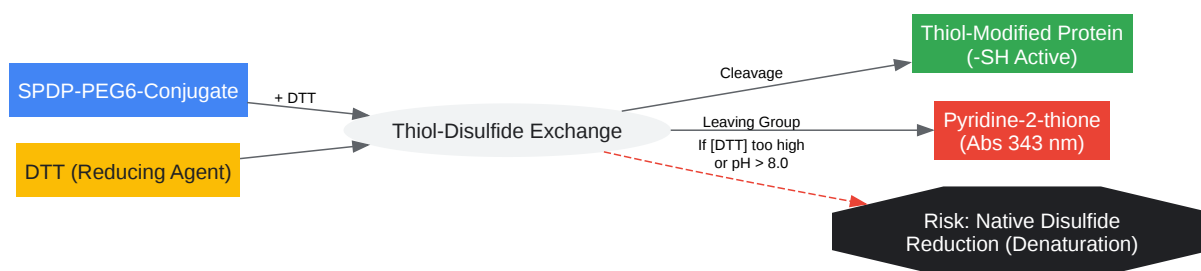 SPDP-PEG6-Conjugate
DTT (Reducing Agent)
+ DTT
Thiol-Disulfide Exchange
Cleavage
Leaving Group
If [DTT] too high
or pH > 8.0
Thiol-Modified Protein
(-SH Active)
Pyridine-2-thione
(Abs 343 nm)
Risk: Native Disulfide
Reduction (Denaturation)